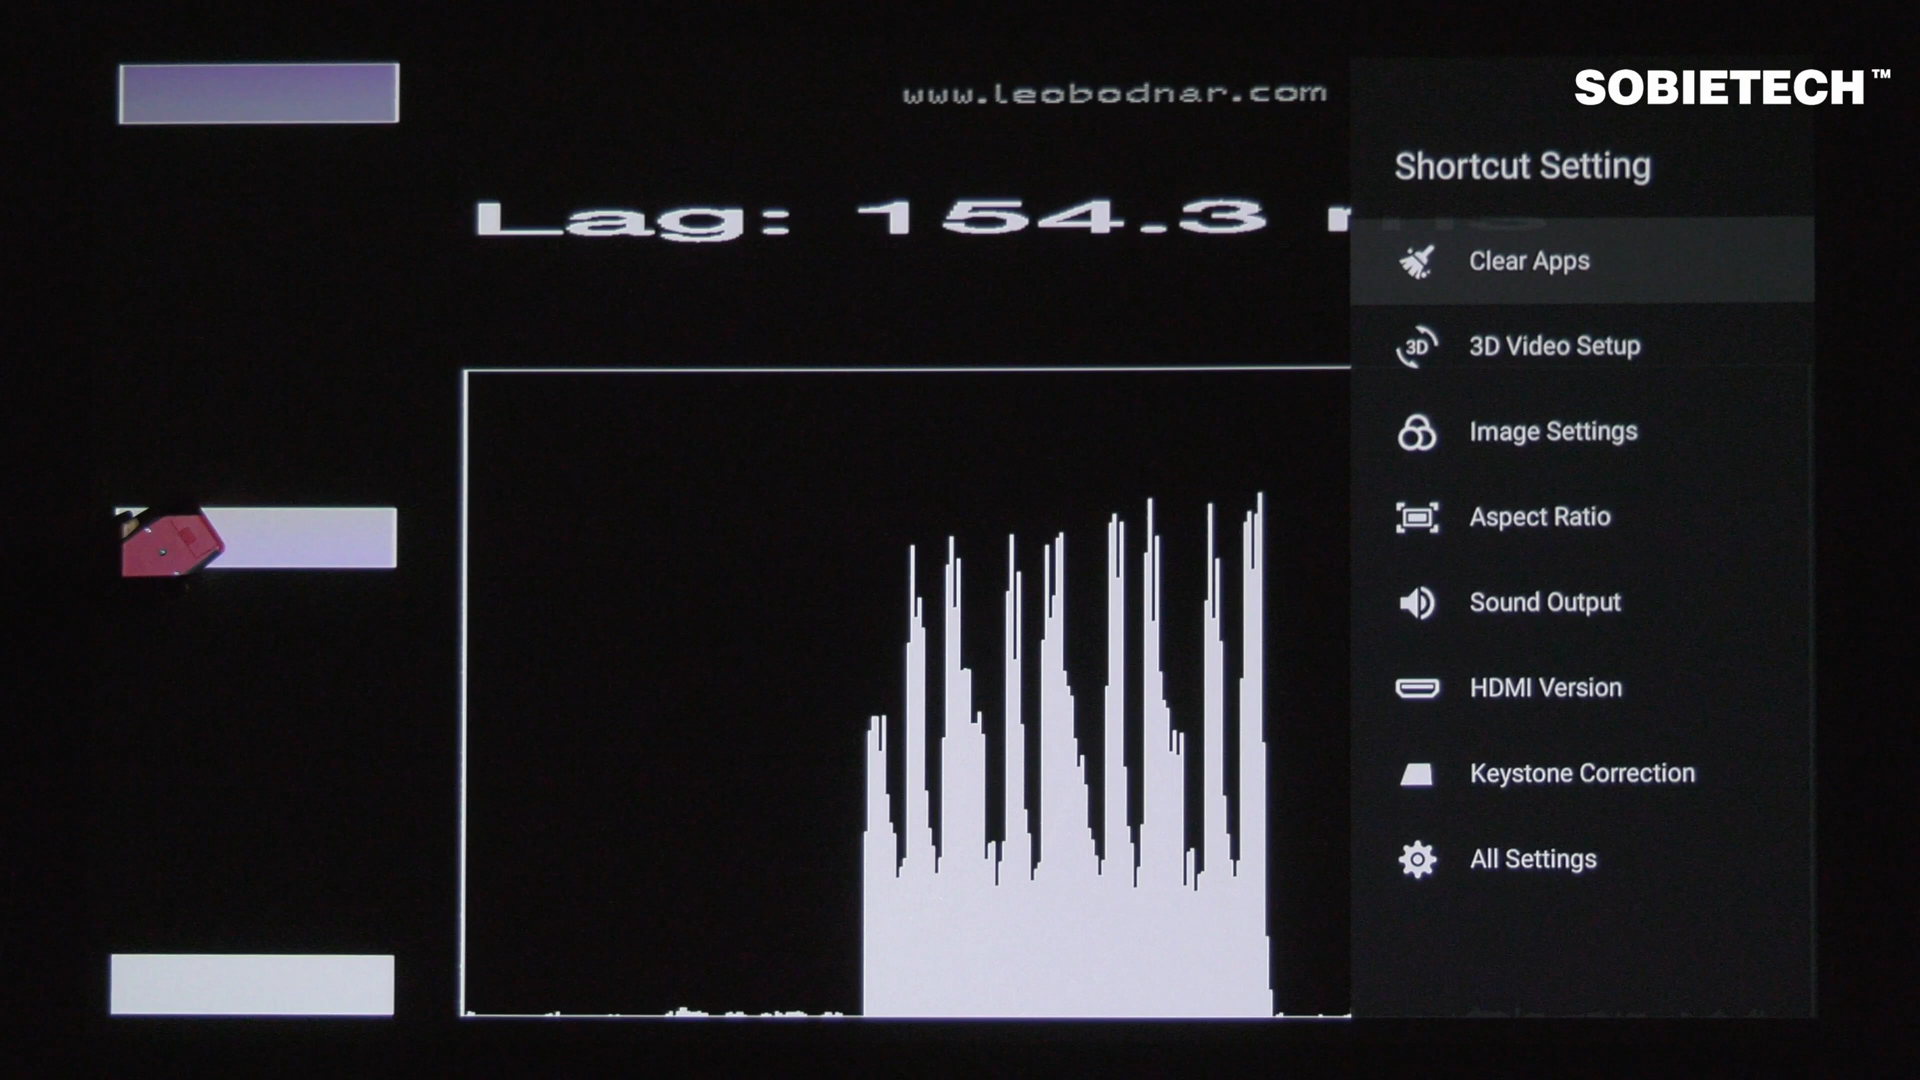 www.leobodnar.com
SOBIETECH™
Lag: 154.3 ms
Shortcut Setting
Clear Apps
3D
3D Video Setup
Image Settings
Aspect Ratio
Sound Output
HDMI Version
Keystone Correction
All Settings